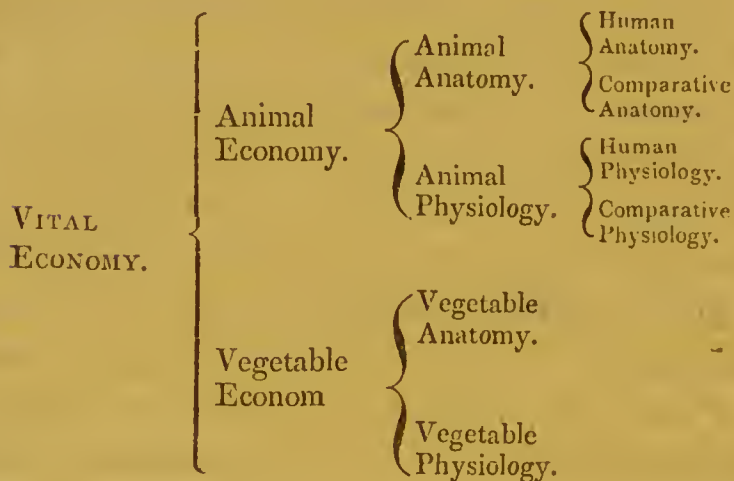 VITAL
ECONOMY.
Animal
Economy.
Animal
Anatomy.
Human
Anatomy.
Comparative
Anatomy.
Animal
Physiology.
Human
Physiology.
Comparative
Physiology.
Vegetable
Econom
Vegetable
Anatomy.
Vegetable
Physiology.